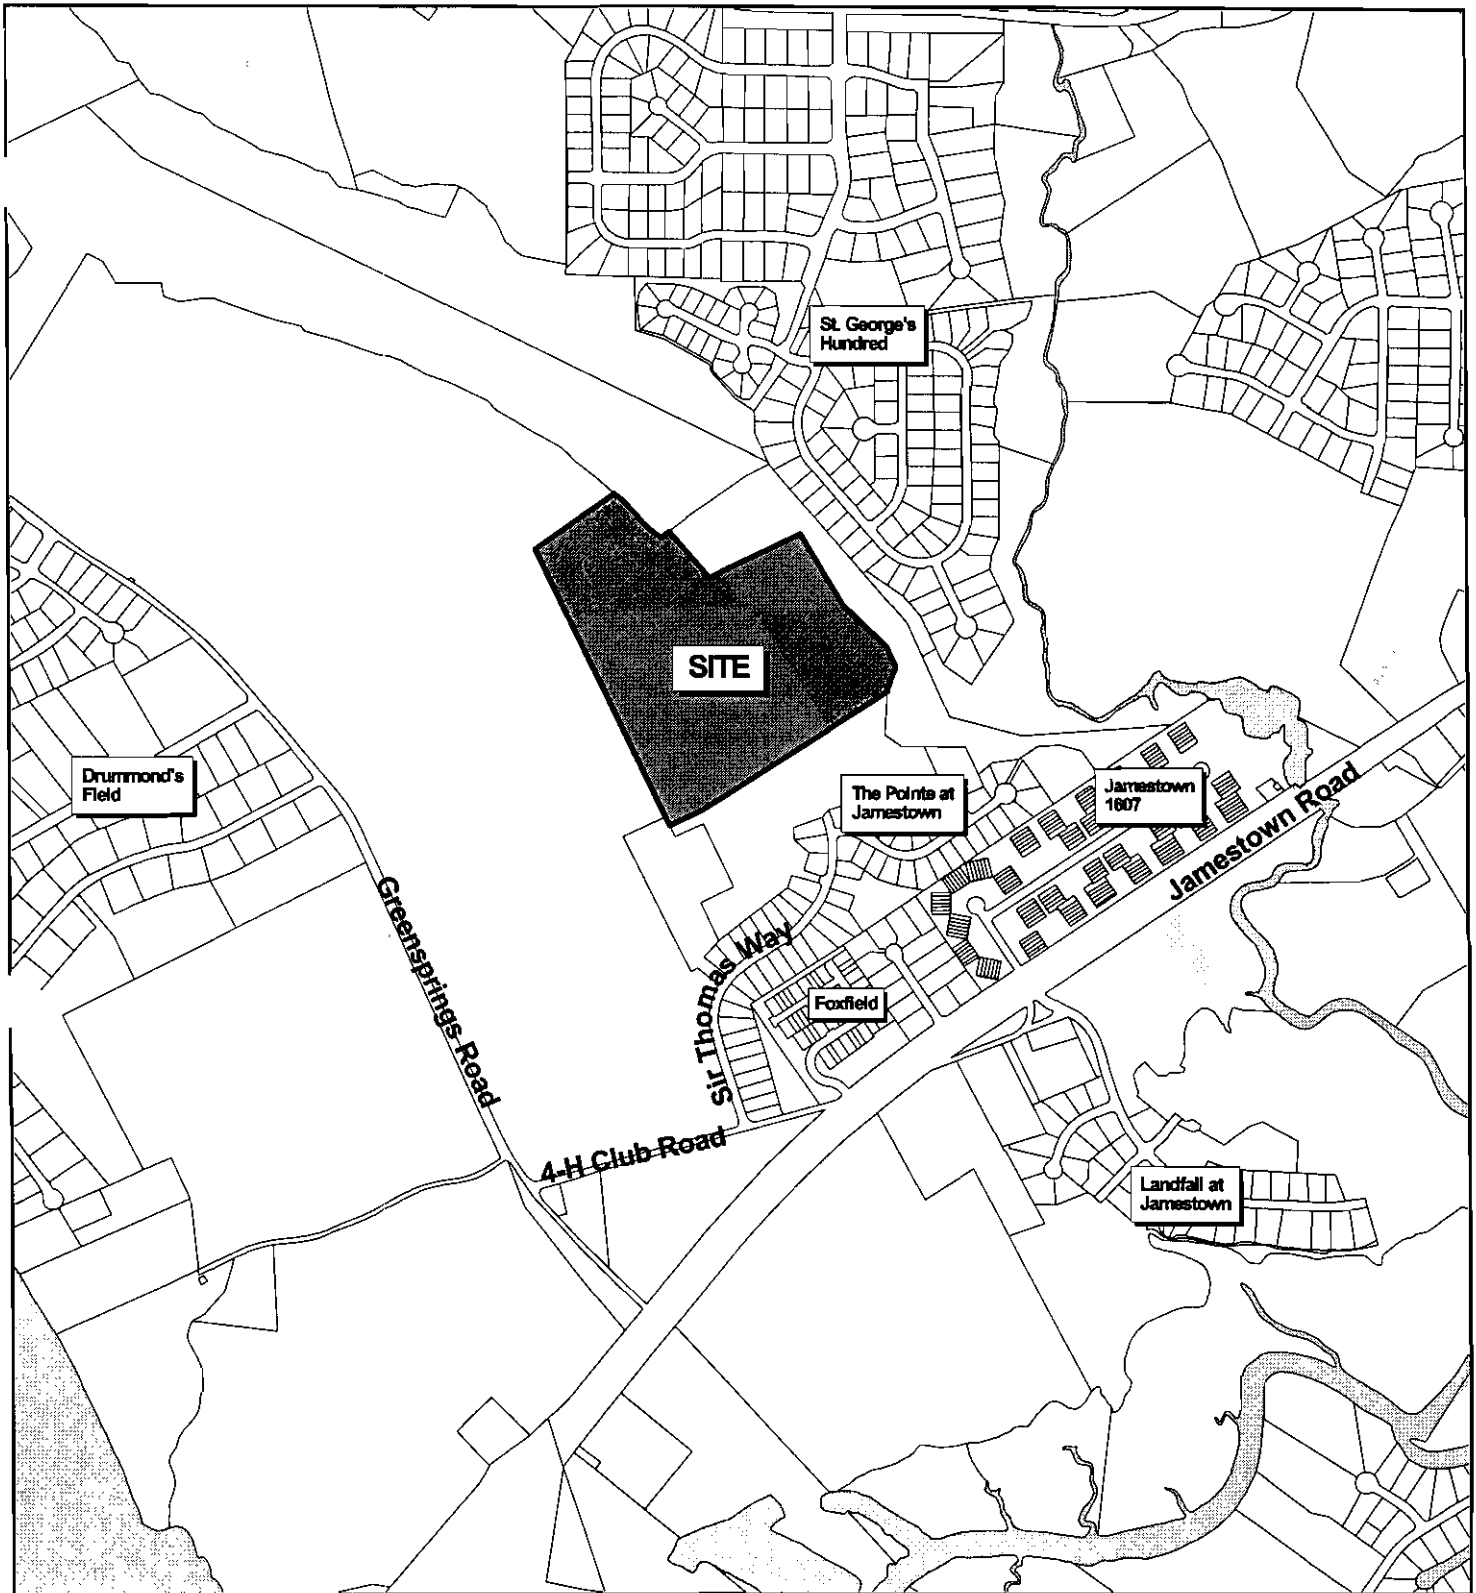 St. George's
Hundred
SITE
Drummond's
Field
The Pointe at
Jamestown
Jamestown
1607
Jamestown Road
Greensprings Road
Sir Thomas Way
Foxfield
4-H Club Road
Landfall at
Jamestown